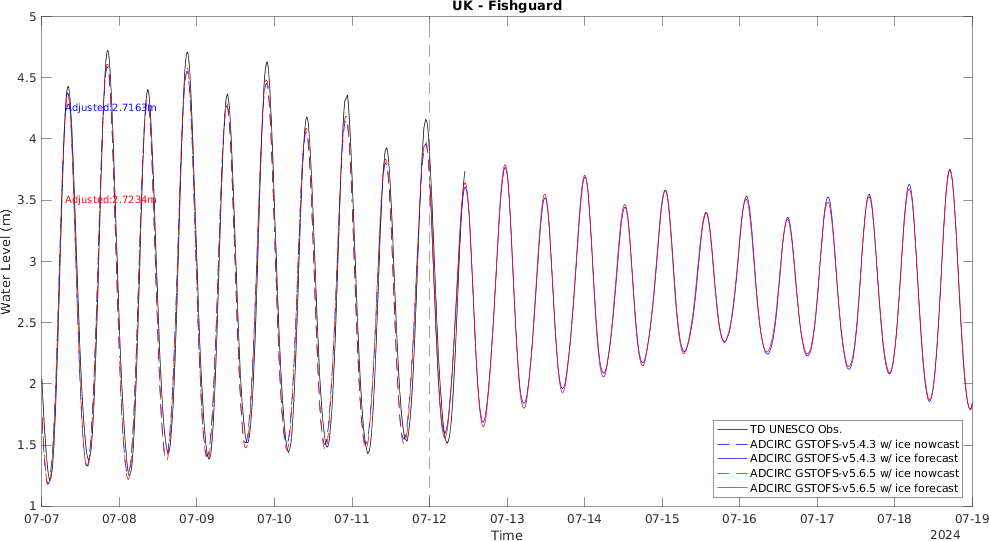 UK - Fishguard
5
4.5
4
3.5
3
2.5
2
1.5
1
Water Level (m)
Adjusted:2.7163m
Adjusted:2.7234m
TD UNESCO Obs.
ADCIRC GSTOFS-v5.4.3 w/ ice nowcast
ADCIRC GSTOFS-v5.4.3 w/ ice forecast
ADCIRC GSTOFS-v5.6.5 w/ ice nowcast
ADCIRC GSTOFS-v5.6.5 w/ ice forecast
07-07 07-08 07-09 07-10 07-11 07-12 07-13 07-14 07-15 07-16 07-17 07-18 07-19
Time
2024